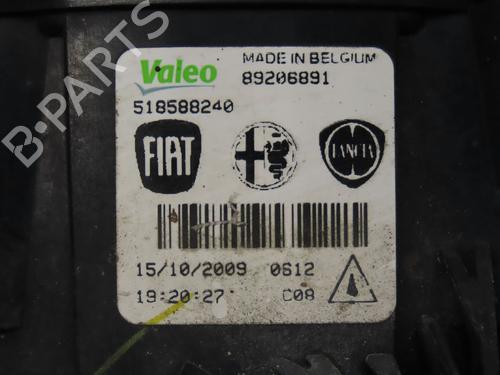 Valeo
MADE IN BELGIUM
89206891
518588240
FIAT
LANCIA
15/10/2009 0612
19:20:27 C08
B-Parts